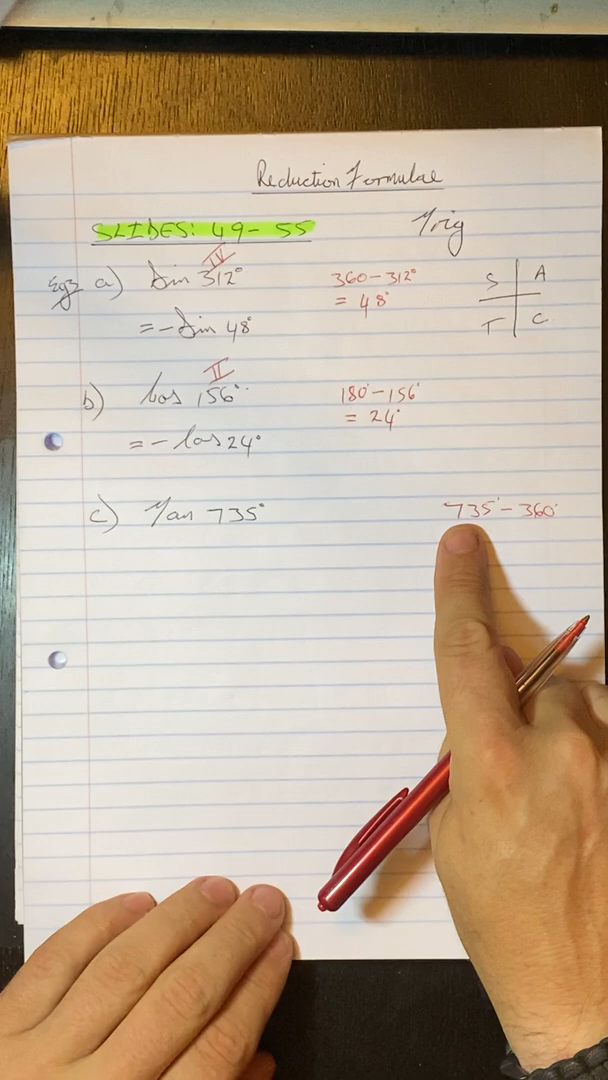 Reduction Formulae
SLIDES: 49-55
Trig
Eg3 a) Sin 312° IV 360-312° S A
= -Sin 48° = 48° T C
b) Cos 156° II 180°-156°
= -Cos 24° = 24°
c) Tan 735° 735°-360°